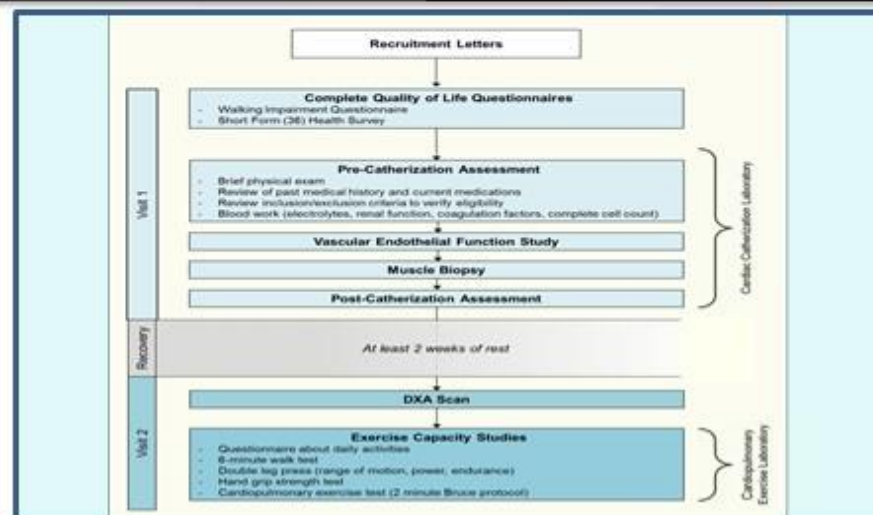 Recruitment Letters
Complete Quality of Life Questionnaires
- Walking Impairment Questionnaire
- Short Form (36) Health Survey
Pre-Catherization Assessment
- Brief physical exam
- Review of past medical history and current medications
- Review inclusion/exclusion criteria to verify eligibility
- Blood work (electrolytes, renal function, coagulation factors, complete cell count)
Vascular Endothelial Function Study
Muscle Biopsy
Post-Catherization Assessment
Visit 1
Cardiac Catherization Laboratory
Recovery
At least 2 weeks of rest
DXA Scan
Exercise Capacity Studies
- Questionnaire about daily activities
- 6-minute walk test
- Double leg press (range of motion, power, endurance)
- Hand grip strength test
- Cardiopulmonary exercise test (2 minute Bruce protocol)
Visit 2
Cardiopulmonary
Exercise Laboratory